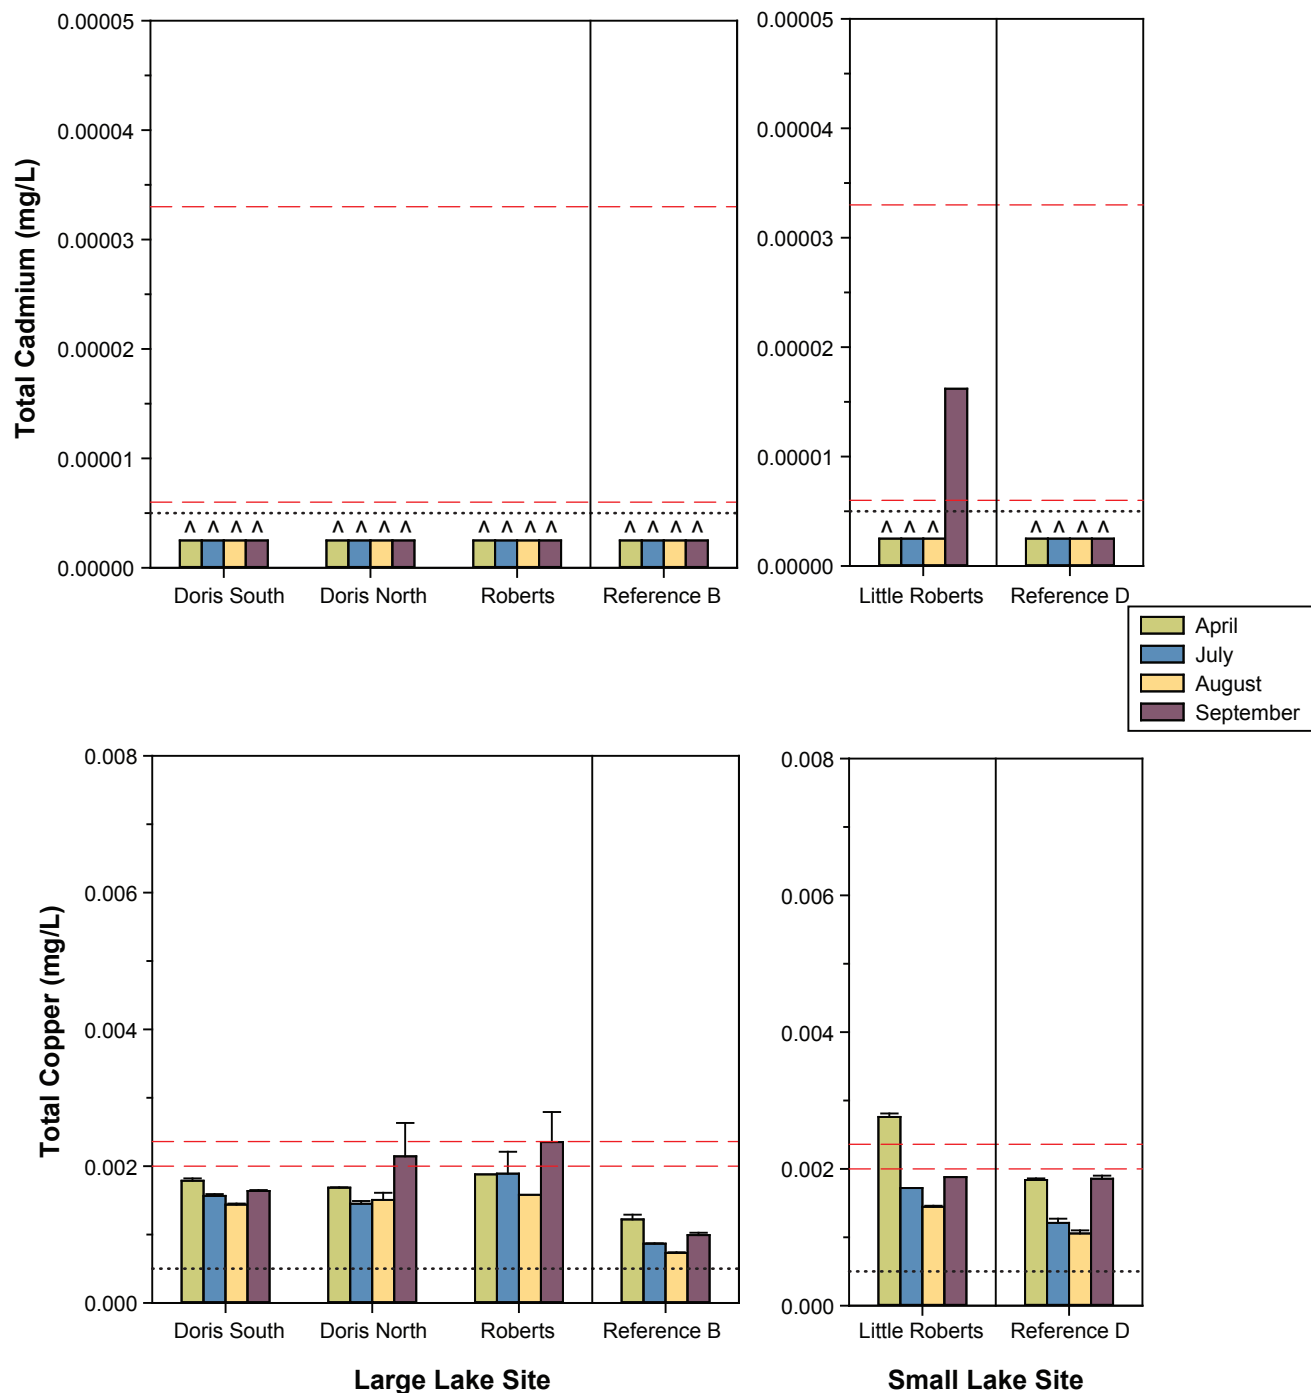 Total Cadmium (mg/L)
0.00005
0.00004
0.00003
0.00002
0.00001
0.00000
^ ^ ^ ^ ^ ^ ^ ^ ^ ^ ^ ^ ^ ^ ^ ^
Doris South Doris North Roberts Reference B
0.00005
0.00004
0.00003
0.00002
0.00001
0.00000
^ ^ ^ ^ ^ ^ ^
Little Roberts Reference D
April
July
August
September
Total Copper (mg/L)
0.008
0.006
0.004
0.002
0.000
Doris South Doris North Roberts Reference B
Large Lake Site
0.008
0.006
0.004
0.002
0.000
Little Roberts Reference D
Small Lake Site